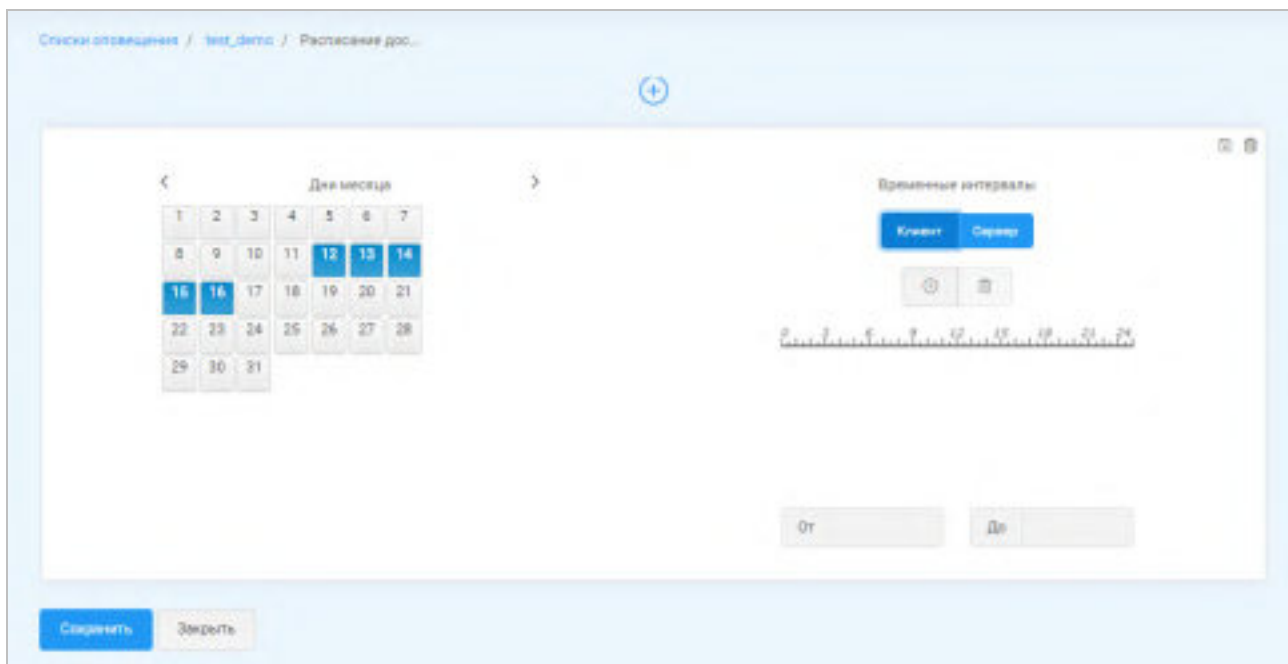 Списки оповещения / test_demo / Расписание дос...
Дни месяца
1 2 3 4 5 6 7
8 9 10 11 12 13 14
15 16 17 18 19 20 21
22 23 24 25 26 27 28
29 30 31
Временные интервалы
Клиент Сервер
0 3 6 9 12 15 18 21 24
От До
Сохранить Закрыть